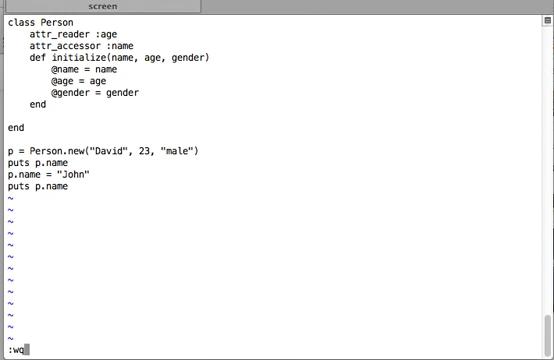 screen
class Person
    attr_reader :age
    attr_accessor :name
    def initialize(name, age, gender)
        @name = name
        @age = age
        @gender = gender
    end
end
p = Person.new("David", 23, "male")
puts p.name
p.name = "John"
puts p.name
~
~
~
~
~
~
~
~
~
~
~
~
~
:wq